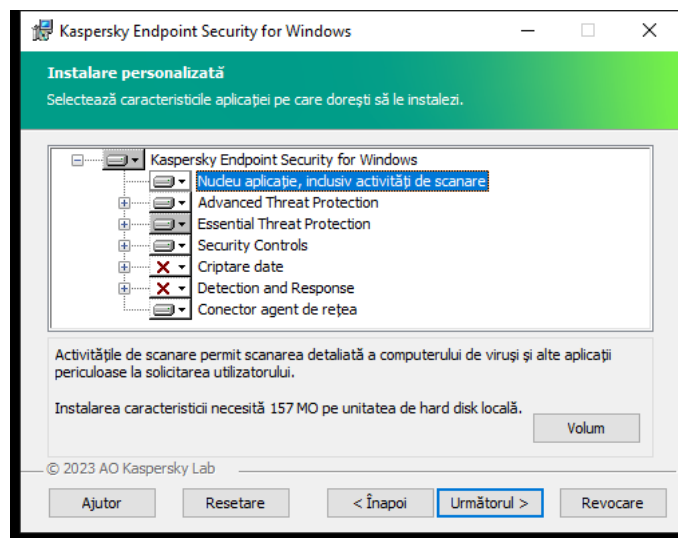 Kaspersky Endpoint Security for Windows
Instalare personalizată
Selectează caracteristicile aplicației pe care dorești să le instalezi.
Kaspersky Endpoint Security for Windows
Nucleu aplicație, inclusiv activități de scanare
Advanced Threat Protection
Essential Threat Protection
Security Controls
Criptare date
Detection and Response
Conector agent de rețea
Activitățile de scanare permit scanarea detaliată a computerului de viruși și alte aplicații
periculoase la solicitarea utilizatorului.
Instalarea caracteristicii necesită 157 MO pe unitatea de hard disk locală.
Volum
© 2023 AO Kaspersky Lab
Ajutor Resetare < Înapoi Următorul > Revocare